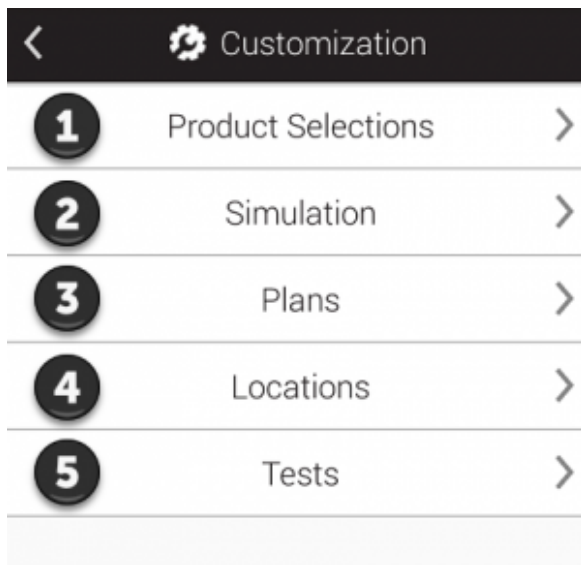 Customization
1 Product Selections
2 Simulation
3 Plans
4 Locations
5 Tests